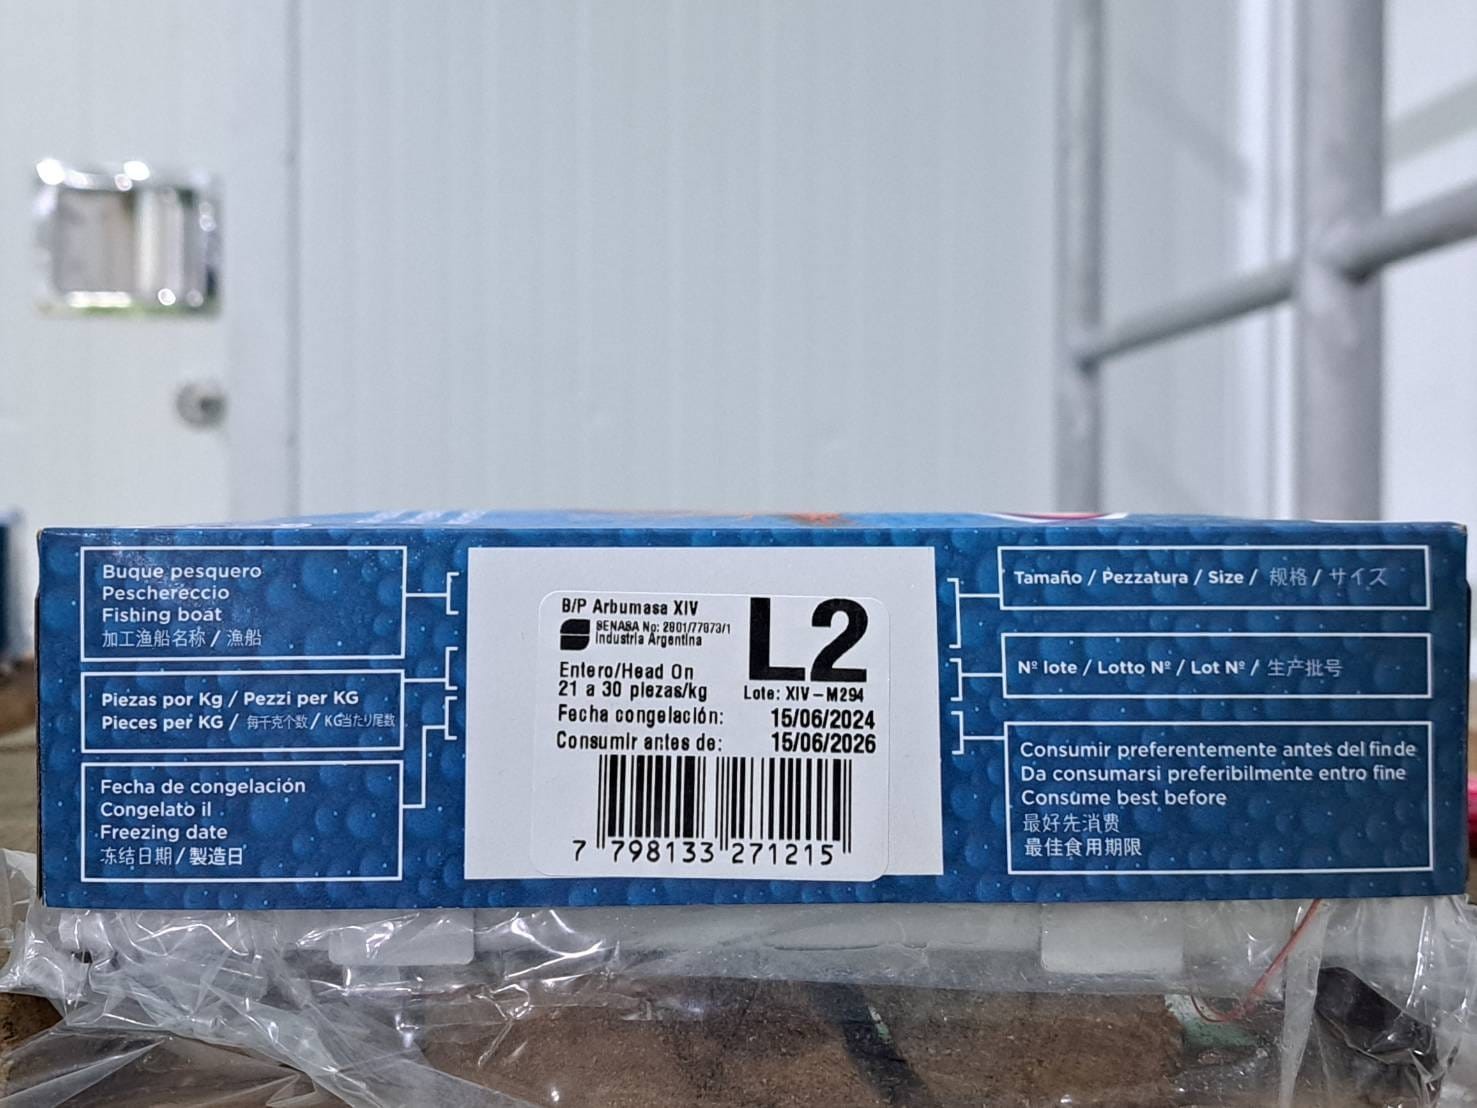 Buque pesquero
Peschereccio
Fishing boat
加工漁船名称 / 漁船
Piezas por Kg / Pezzi per KG
Pieces per KG / 每千克个数 / KG当たり尾数
Fecha de congelación
Congelato il
Freezing date
冻结日期 / 製造日
B/P Arbumasa XIV
L2
SENASA No: 2801/77873/1
Industria Argentina
Entero/Head On
21 a 30 piezas/kg
Lote: XIV-M294
Fecha congelación: 15/06/2024
Consumir antes de: 15/06/2026
7 798133 271215
Tamaño / Pezzatura / Size / 规格 / サイズ
Nº lote / Lotto Nº / Lot Nº / 生产批号
Consumir preferentemente antes del fin de
Da consumarsi preferibilmente entro fine
Consume best before
最好先消费
最佳食用期限